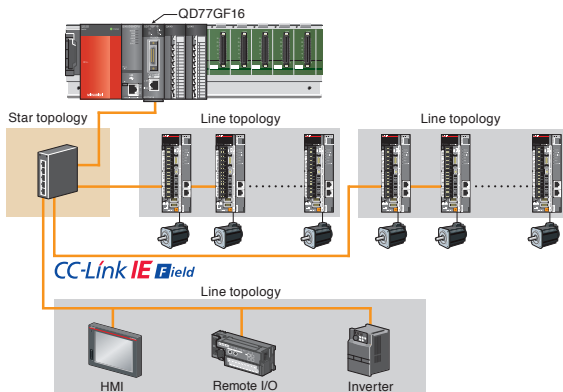 QD77GF16
Star topology
Line topology
Line topology
CC-Link IE Field
Line topology
HMI
Remote I/O
Inverter